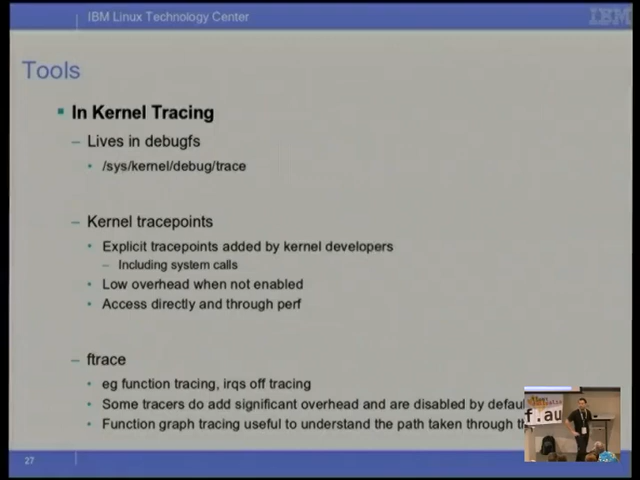 IBM Linux Technology Center
IBM
Tools
In Kernel Tracing
– Lives in debugfs
• /sys/kernel/debug/trace
– Kernel tracepoints
• Explicit tracepoints added by kernel developers
– Including system calls
• Low overhead when not enabled
• Access directly and through perf
– ftrace
• eg function tracing, irqs off tracing
• Some tracers do add significant overhead and are disabled by defau
• Function graph tracing useful to understand the path taken through th
f.au
27